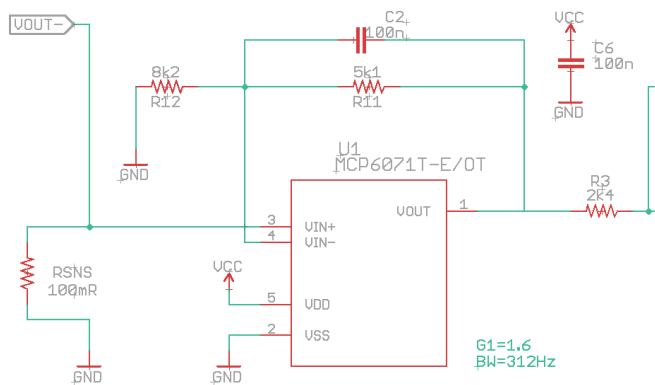 VOUT-
C2
100n
VCC
C6
100n
GND
8k2
R12
5k1
R11
GND
U1
MCP6071T-E/OT
R3
2k4
VOUT
1
3
VIN+
4
VIN-
RSNS
100mR
VCC
5
VDD
2
VSS
G1=1.6
BW=312Hz
GND
GND